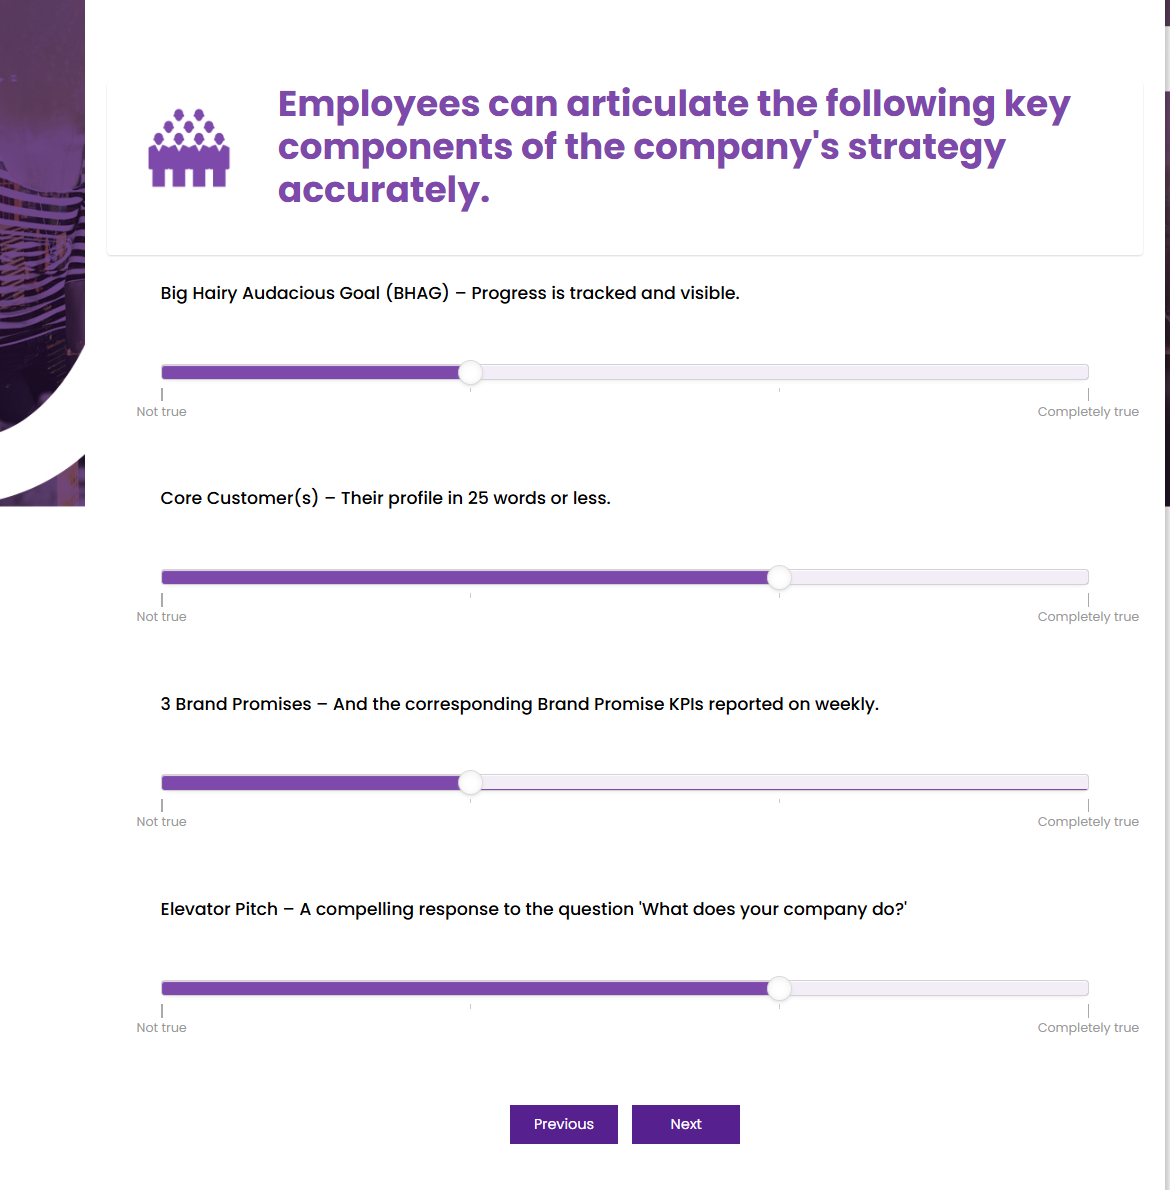 Employees can articulate the following key
components of the company's strategy
accurately.
Big Hairy Audacious Goal (BHAG) – Progress is tracked and visible.
Not true
Completely true
Core Customer(s) – Their profile in 25 words or less.
Not true
Completely true
3 Brand Promises – And the corresponding Brand Promise KPIs reported on weekly.
Not true
Completely true
Elevator Pitch – A compelling response to the question 'What does your company do?'
Not true
Completely true
Previous
Next